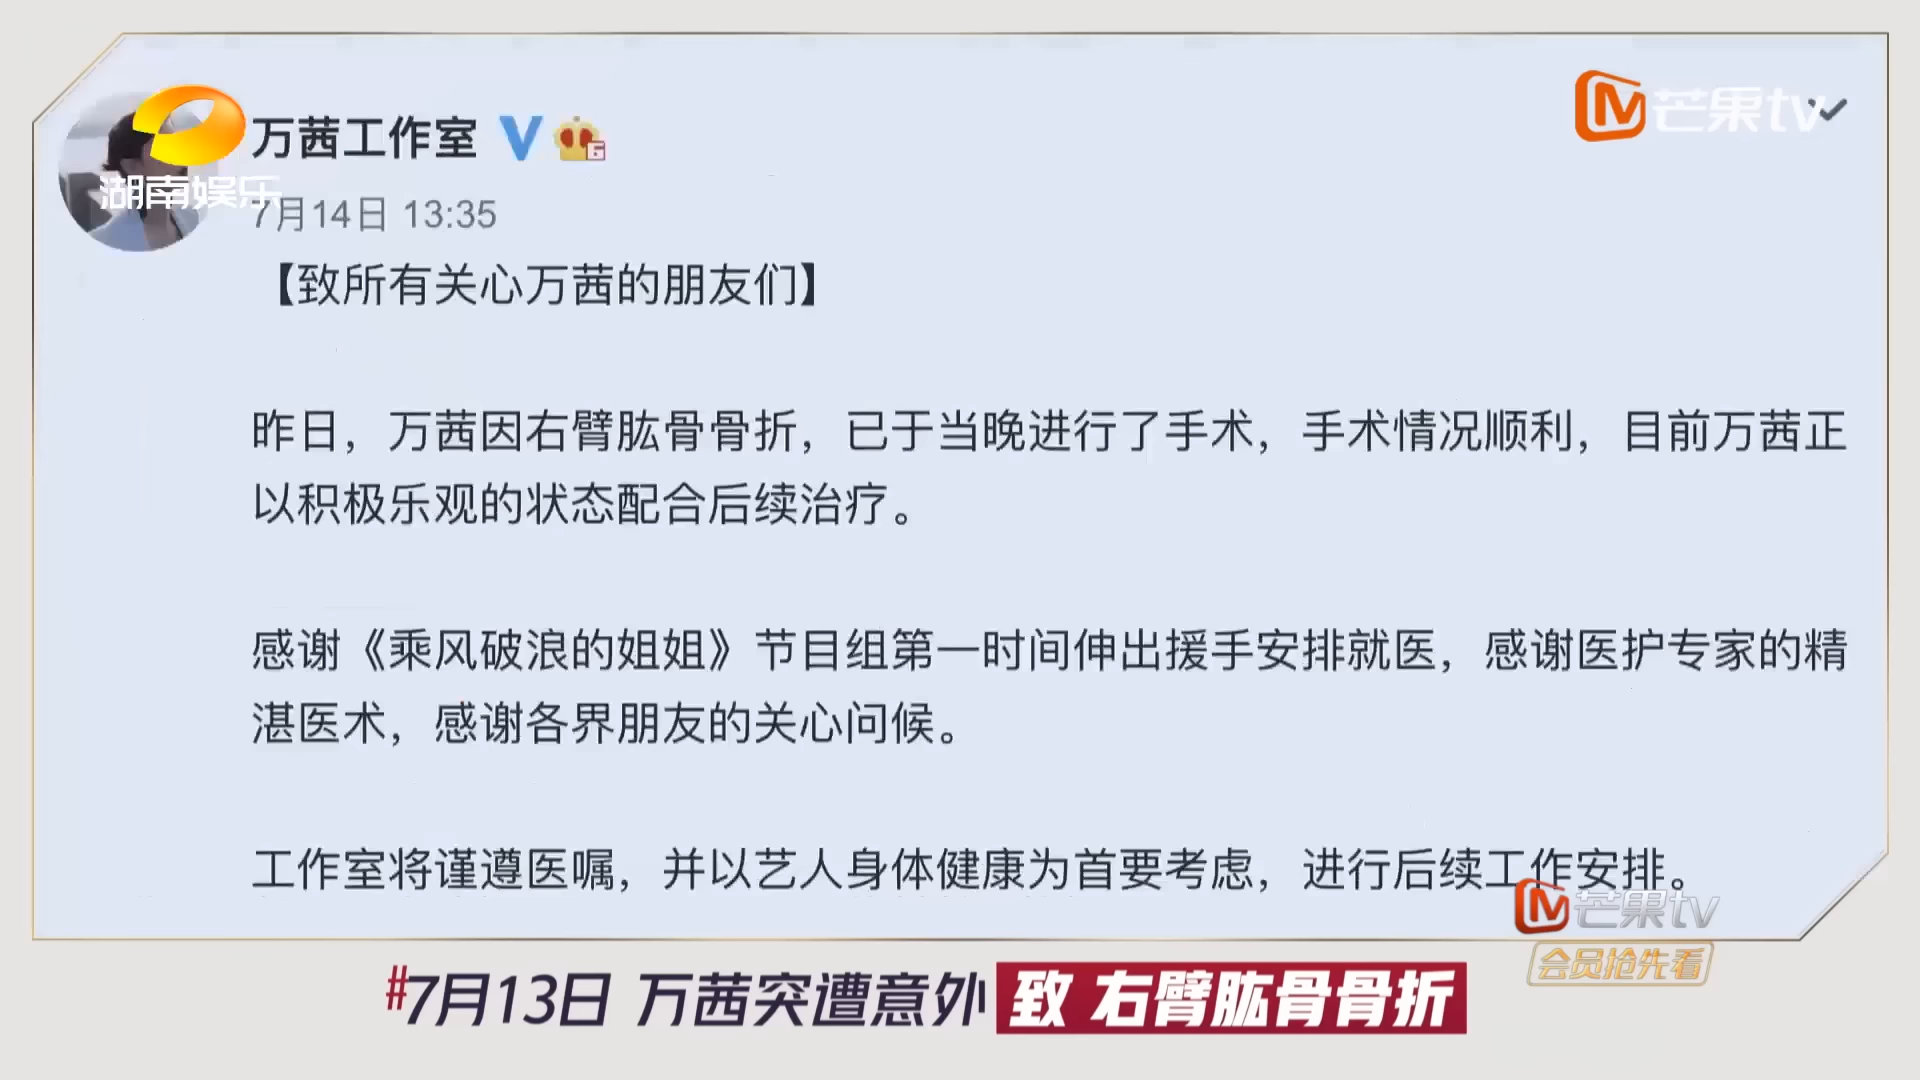 万茜工作室
芒果tv
湖南娱乐
7月14日 13:35
【致所有关心万茜的朋友们】
昨日，万茜因右臂肱骨骨折，已于当晚进行了手术，手术情况顺利，目前万茜正
以积极乐观的状态配合后续治疗。
感谢《乘风破浪的姐姐》节目组第一时间伸出援手安排就医，感谢医护专家的精
湛医术，感谢各界朋友的关心问候。
工作室将谨遵医嘱，并以艺人身体健康为首要考虑，进行后续工作安排。
芒果tv
会员抢先看
#7月13日 万茜突遭意外 致 右臂肱骨骨折